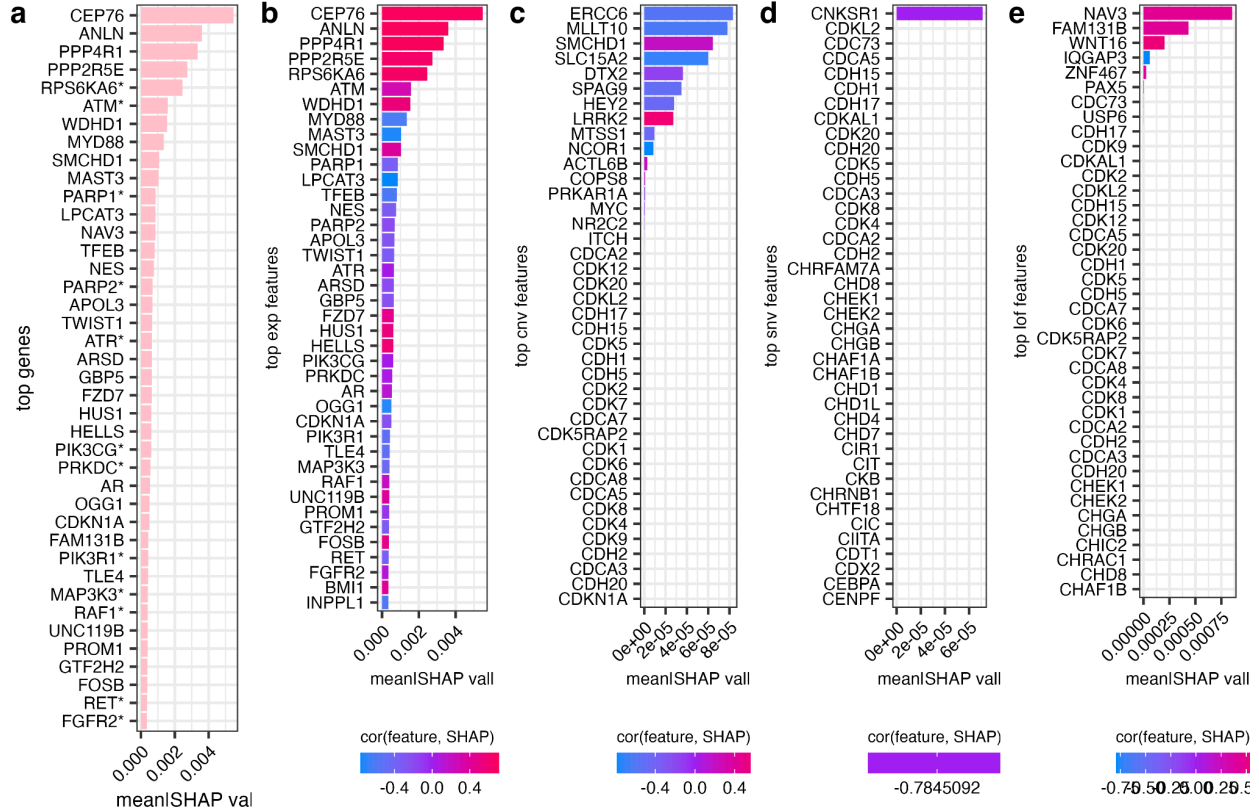 a
top genes
CEP76
ANLN
PPP4R1
PPP2R5E
RPS6KA6*
ATM*
WDHD1
MYD88
SMCHD1
MAST3
PARP1*
LPCAT3
NAV3
TFEB
NES
PARP2*
APOL3
TWIST1
ATR*
ARSD
GBP5
FZD7
HUS1
HELLS
PIK3CG*
PRKDC*
AR
OGG1
CDKN1A
FAM131B
PIK3R1*
TLE4
MAP3K3*
RAF1*
UNC119B
PROM1
GTF2H2
FOSB
RET*
FGFR2*
0.000 0.002 0.004
mean|SHAP val
b
top exp features
CEP76
ANLN
PPP4R1
PPP2R5E
RPS6KA6
ATM
WDHD1
MYD88
MAST3
SMCHD1
PARP1
LPCAT3
TFEB
NES
PARP2
APOL3
TWIST1
ATR
ARSD
GBP5
FZD7
HUS1
HELLS
PIK3CG
PRKDC
AR
OGG1
CDKN1A
PIK3R1
TLE4
MAP3K3
RAF1
UNC119B
PROM1
GTF2H2
FOSB
RET
FGFR2
BMI1
INPPL1
0.000 0.002 0.004
mean|SHAP val|
cor(feature, SHAP)
-0.4 0.0 0.4
c
top cnv features
ERCC6
MLLT10
SMCHD1
SLC15A2
DTX2
SPAG9
HEY2
LRRK2
MTSS1
NCOR1
ACTL6B
COPS8
PRKAR1A
MYC
NR2C2
ITCH
CDCA2
CDK12
CDK20
CDKL2
CDH17
CDH15
CDK5
CDH1
CDH5
CDK2
CDK7
CDCA7
CDK5RAP2
CDK1
CDK6
CDCA8
CDCA5
CDK8
CDK4
CDK9
CDH2
CDCA3
CDH20
CDKN1A
0e+00 2e-05 4e-05 6e-05 8e-05
mean|SHAP val|
cor(feature, SHAP)
-0.4 0.0 0.4
d
top snv features
CNKSR1
CDKL2
CDC73
CDCA5
CDH15
CDH1
CDH17
CDKAL1
CDK20
CDH20
CDK5
CDH5
CDCA3
CDK8
CDK4
CDCA2
CDH2
CHRFAM7A
CHD8
CHEK1
CHEK2
CHGA
CHGB
CHAF1A
CHAF1B
CHD1
CHD1L
CHD4
CHD7
CIR1
CIT
CKB
CHRNB1
CHTF18
CIC
CIITA
CDT1
CDX2
CEBPA
CENPF
0e+00 2e-05 4e-05 6e-05
mean|SHAP val|
cor(feature, SHAP)
-0.7845092
e
top lof features
NAV3
FAM131B
WNT16
IQGAP3
ZNF467
PAX5
CDC73
USP6
CDH17
CDK9
CDKAL1
CDK2
CDKL2
CDH15
CDK12
CDCA5
CDK20
CDH1
CDK5
CDH5
CDCA7
CDK6
CDK5RAP2
CDK7
CDCA8
CDK4
CDK8
CDK1
CDCA2
CDH2
CDCA3
CDH20
CHEK1
CHEK2
CHGA
CHGB
CHIC2
CHRAC1
CHD8
CHAF1B
0.00000 0.00025 0.00050 0.00075
mean|SHAP val|
cor(feature, SHAP)
-0.75 -0.50 -0.25 0.00 0.25 0.5